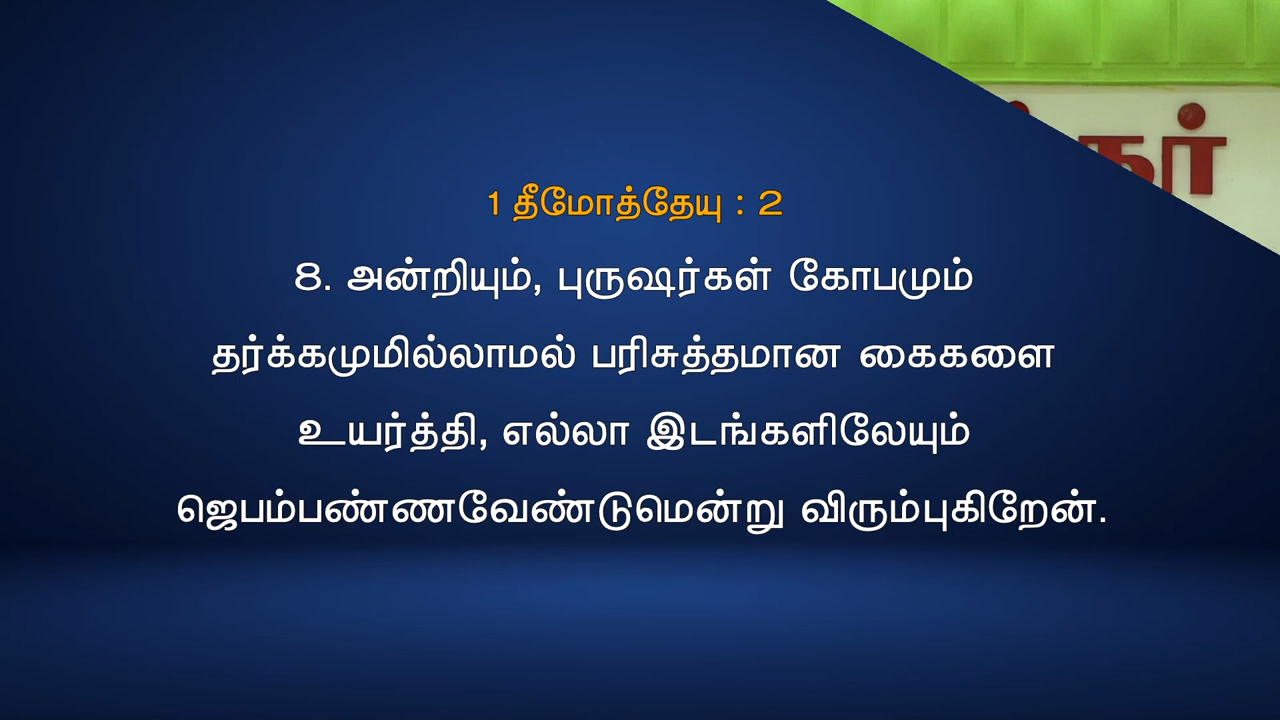 1 தீமோத்தேயு : 2
8. அன்றியும், புருஷர்கள் கோபமும்
தர்க்கமுமில்லாமல் பரிசுத்தமான கைகளை
உயர்த்தி, எல்லா இடங்களிலேயும்
ஜெபம்பண்ணவேண்டுமென்று விரும்புகிறேன்.